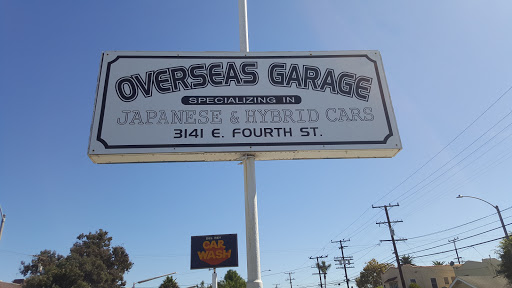 OVERSEAS GARAGE
SPECIALIZING IN
JAPANESE & HYBRID CARS
3141 E. FOURTH ST.
CAR
WASH